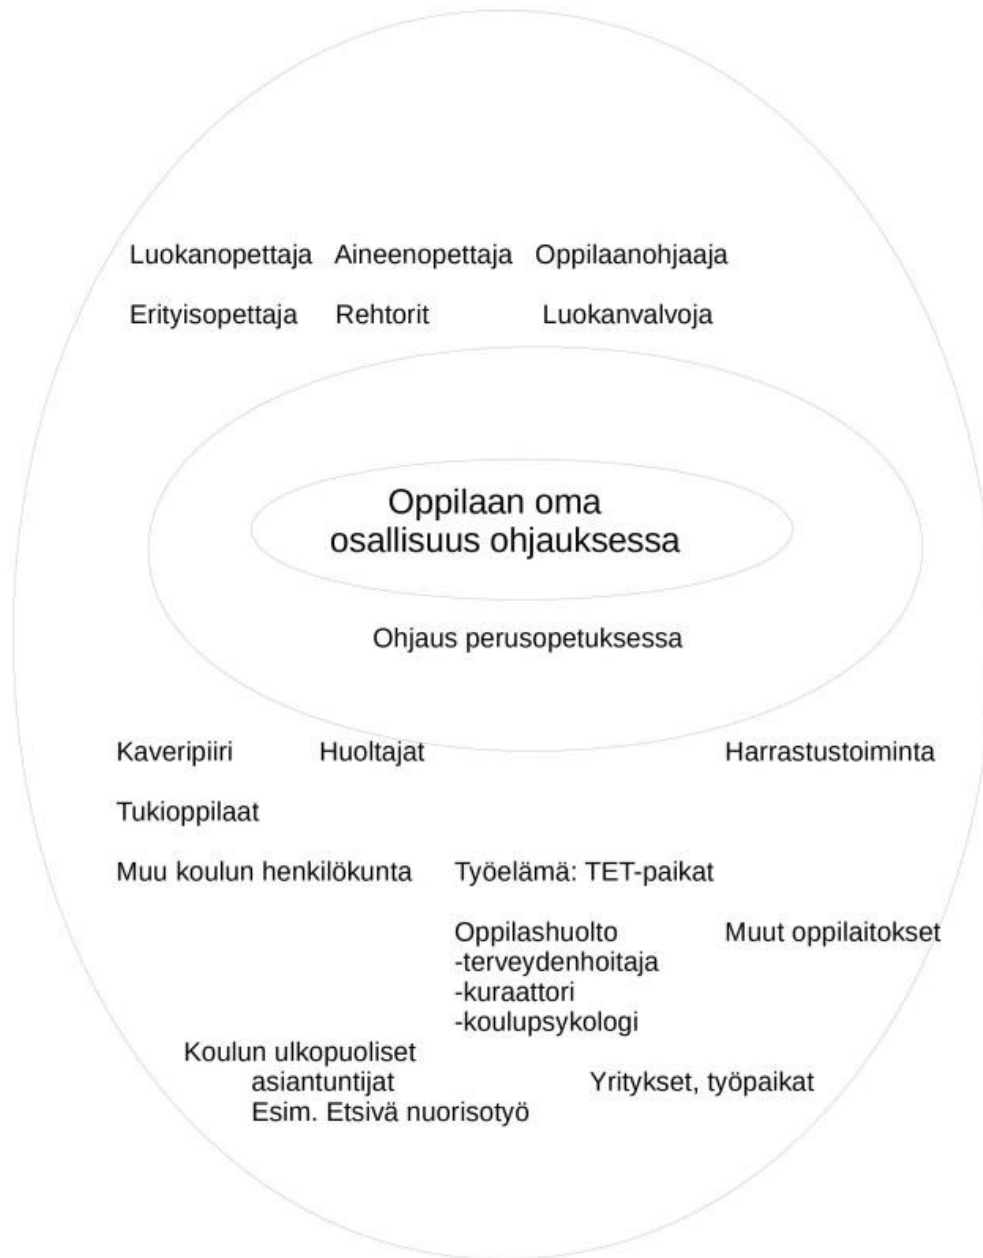 Luokanopettaja Aineenopettaja Oppilaanohjaaja
Erityisopettaja Rehtorit Luokanvalvoja
Oppilaan oma
osallisuus ohjauksessa
Ohjaus perusopetuksessa
Kaveripiiri Huoltajat Harrastustoiminta
Tukioppilaat
Muu koulun henkilökunta Työelämä: TET-paikat
Oppilashuolto Muut oppilaitokset
-terveydenhoitaja
-kuraattori
-koulupsykologi
Koulun ulkopuoliset
asiantuntijat Yritykset, työpaikat
Esim. Etsivä nuorisotyö